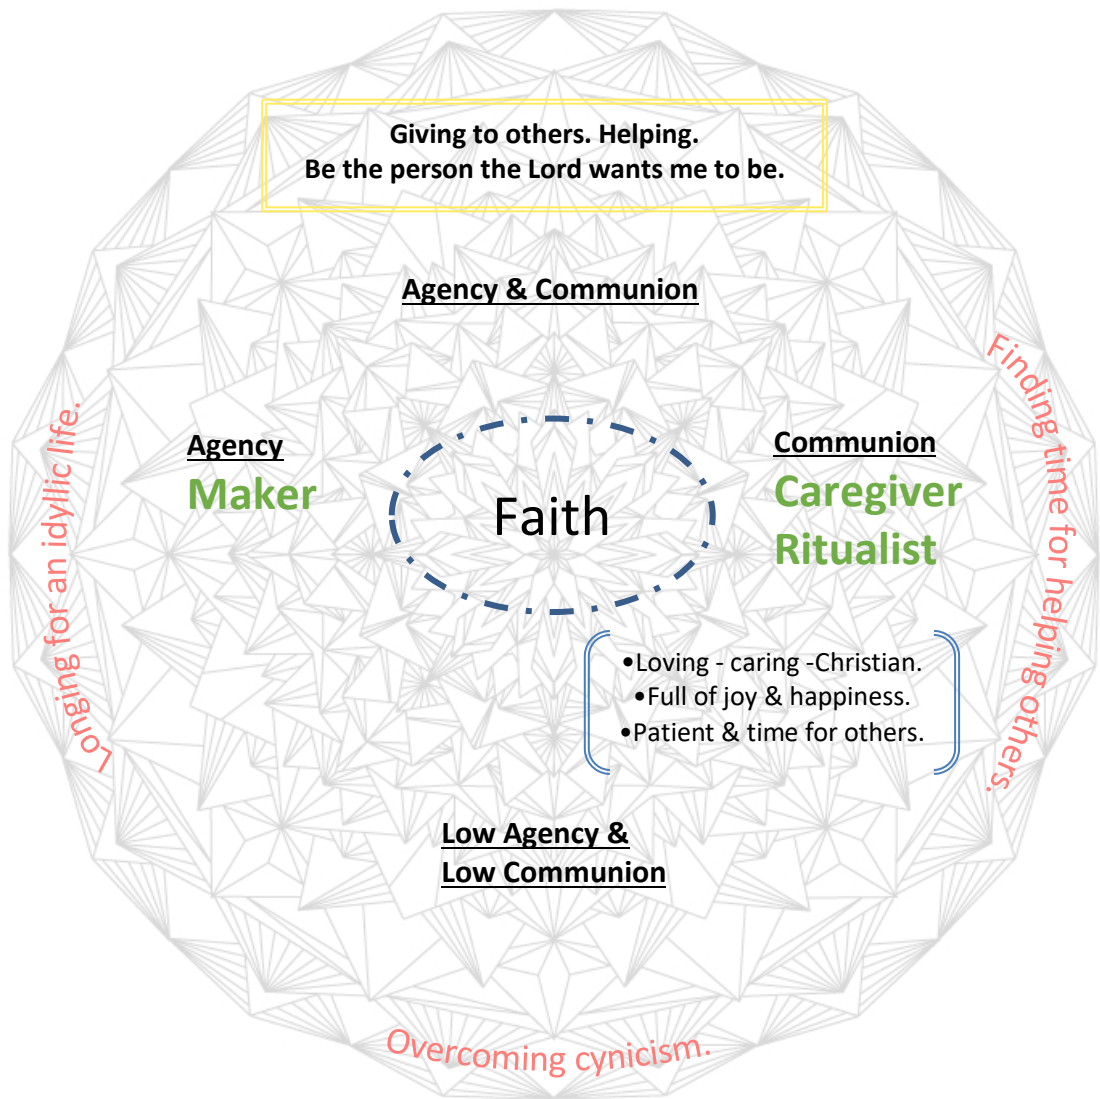 Giving to others. Helping.
Be the person the Lord wants me to be.
Agency & Communion
Longing for an idyllic life.
Agency
Maker
Faith
Communion
Caregiver
Ritualist
Finding time for helping others.
•Loving - caring -Christian.
•Full of joy & happiness.
•Patient & time for others.
Low Agency &
Low Communion
Overcoming cynicism.